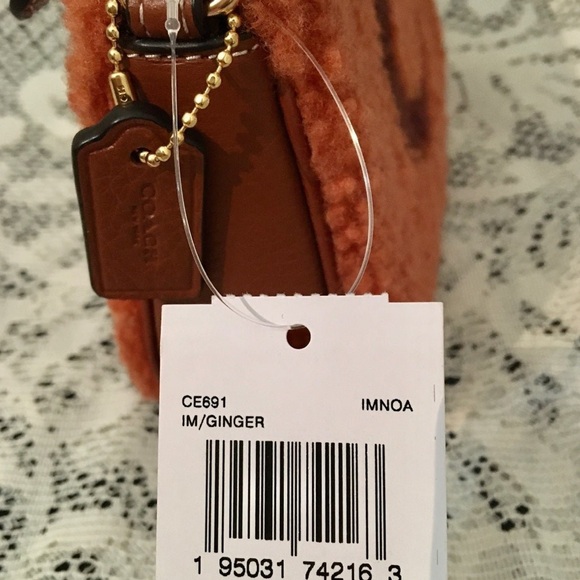 COACH
CE691 IMNOA
IM/GINGER
1 95031 74216 3